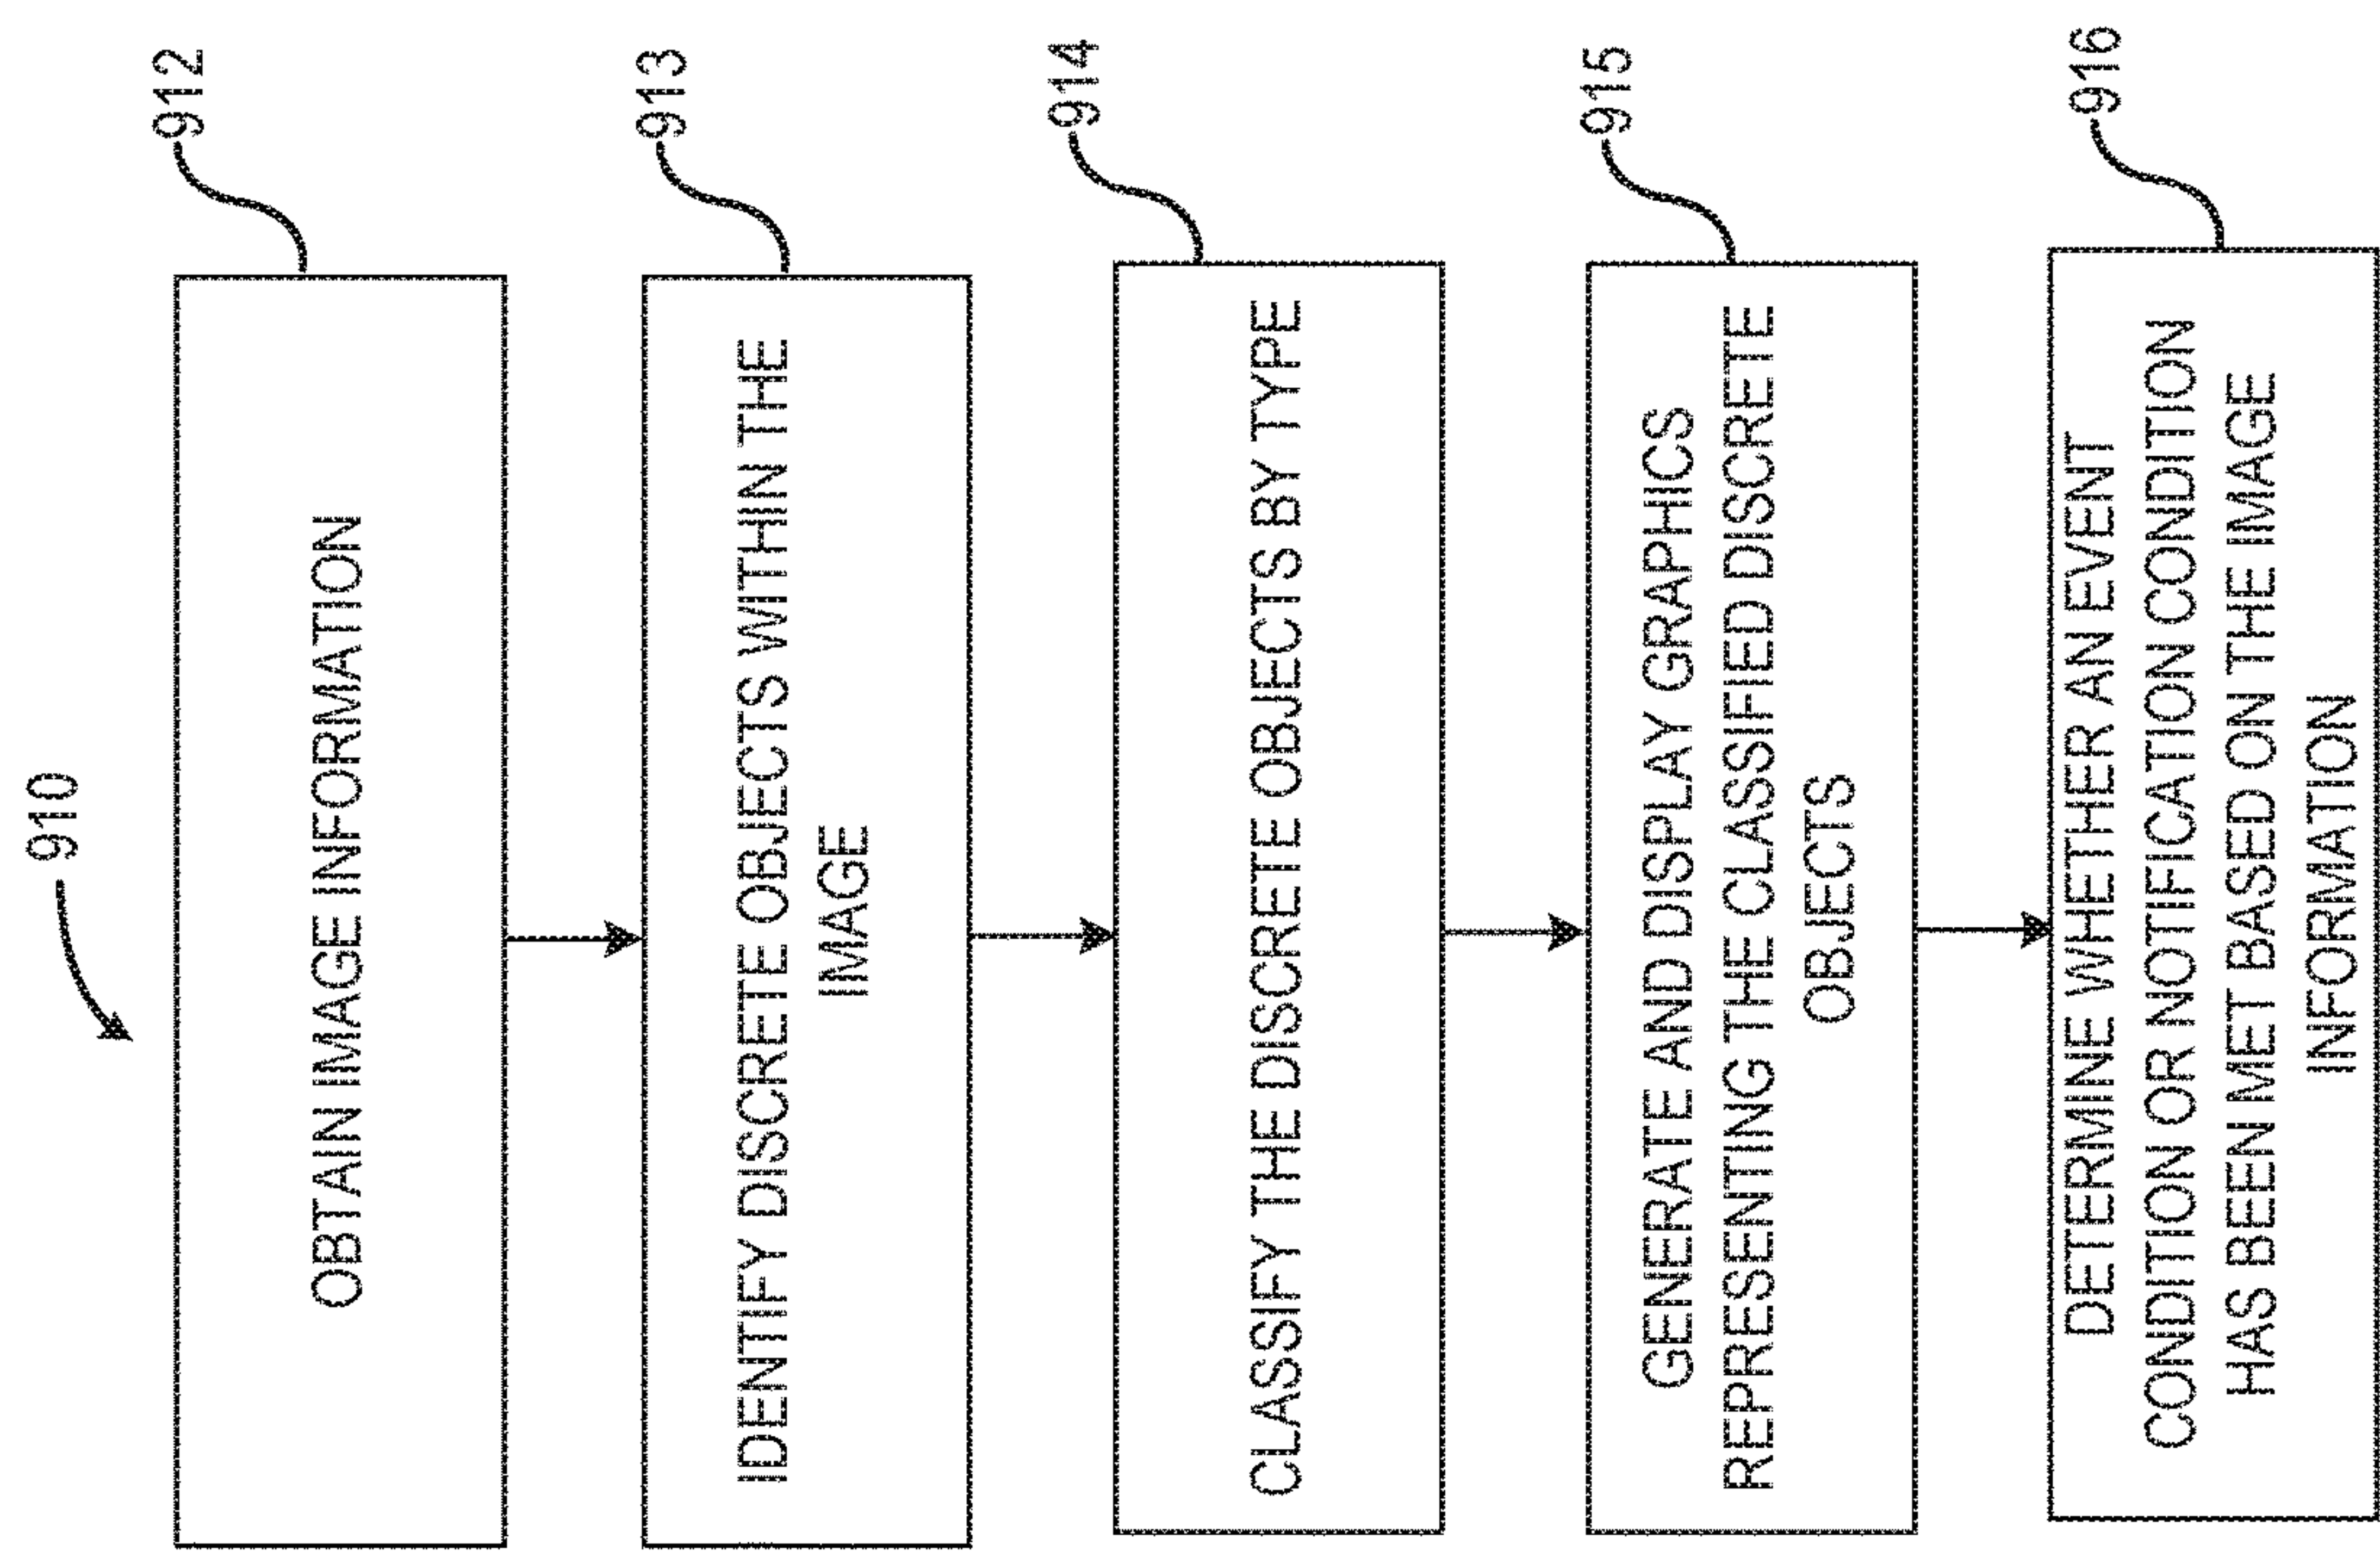 910
912
OBTAIN IMAGE INFORMATION
913
IDENTIFY DISCRETE OBJECTS WITHIN THE
IMAGE
914
CLASSIFY THE DISCRETE OBJECTS BY TYPE
915
GENERATE AND DISPLAY GRAPHICS
REPRESENTING THE CLASSIFIED DISCRETE
OBJECTS
916
DETERMINE WHETHER AN EVENT
CONDITION OR NOTIFICATION CONDITION
HAS BEEN MET BASED ON THE IMAGE
INFORMATION